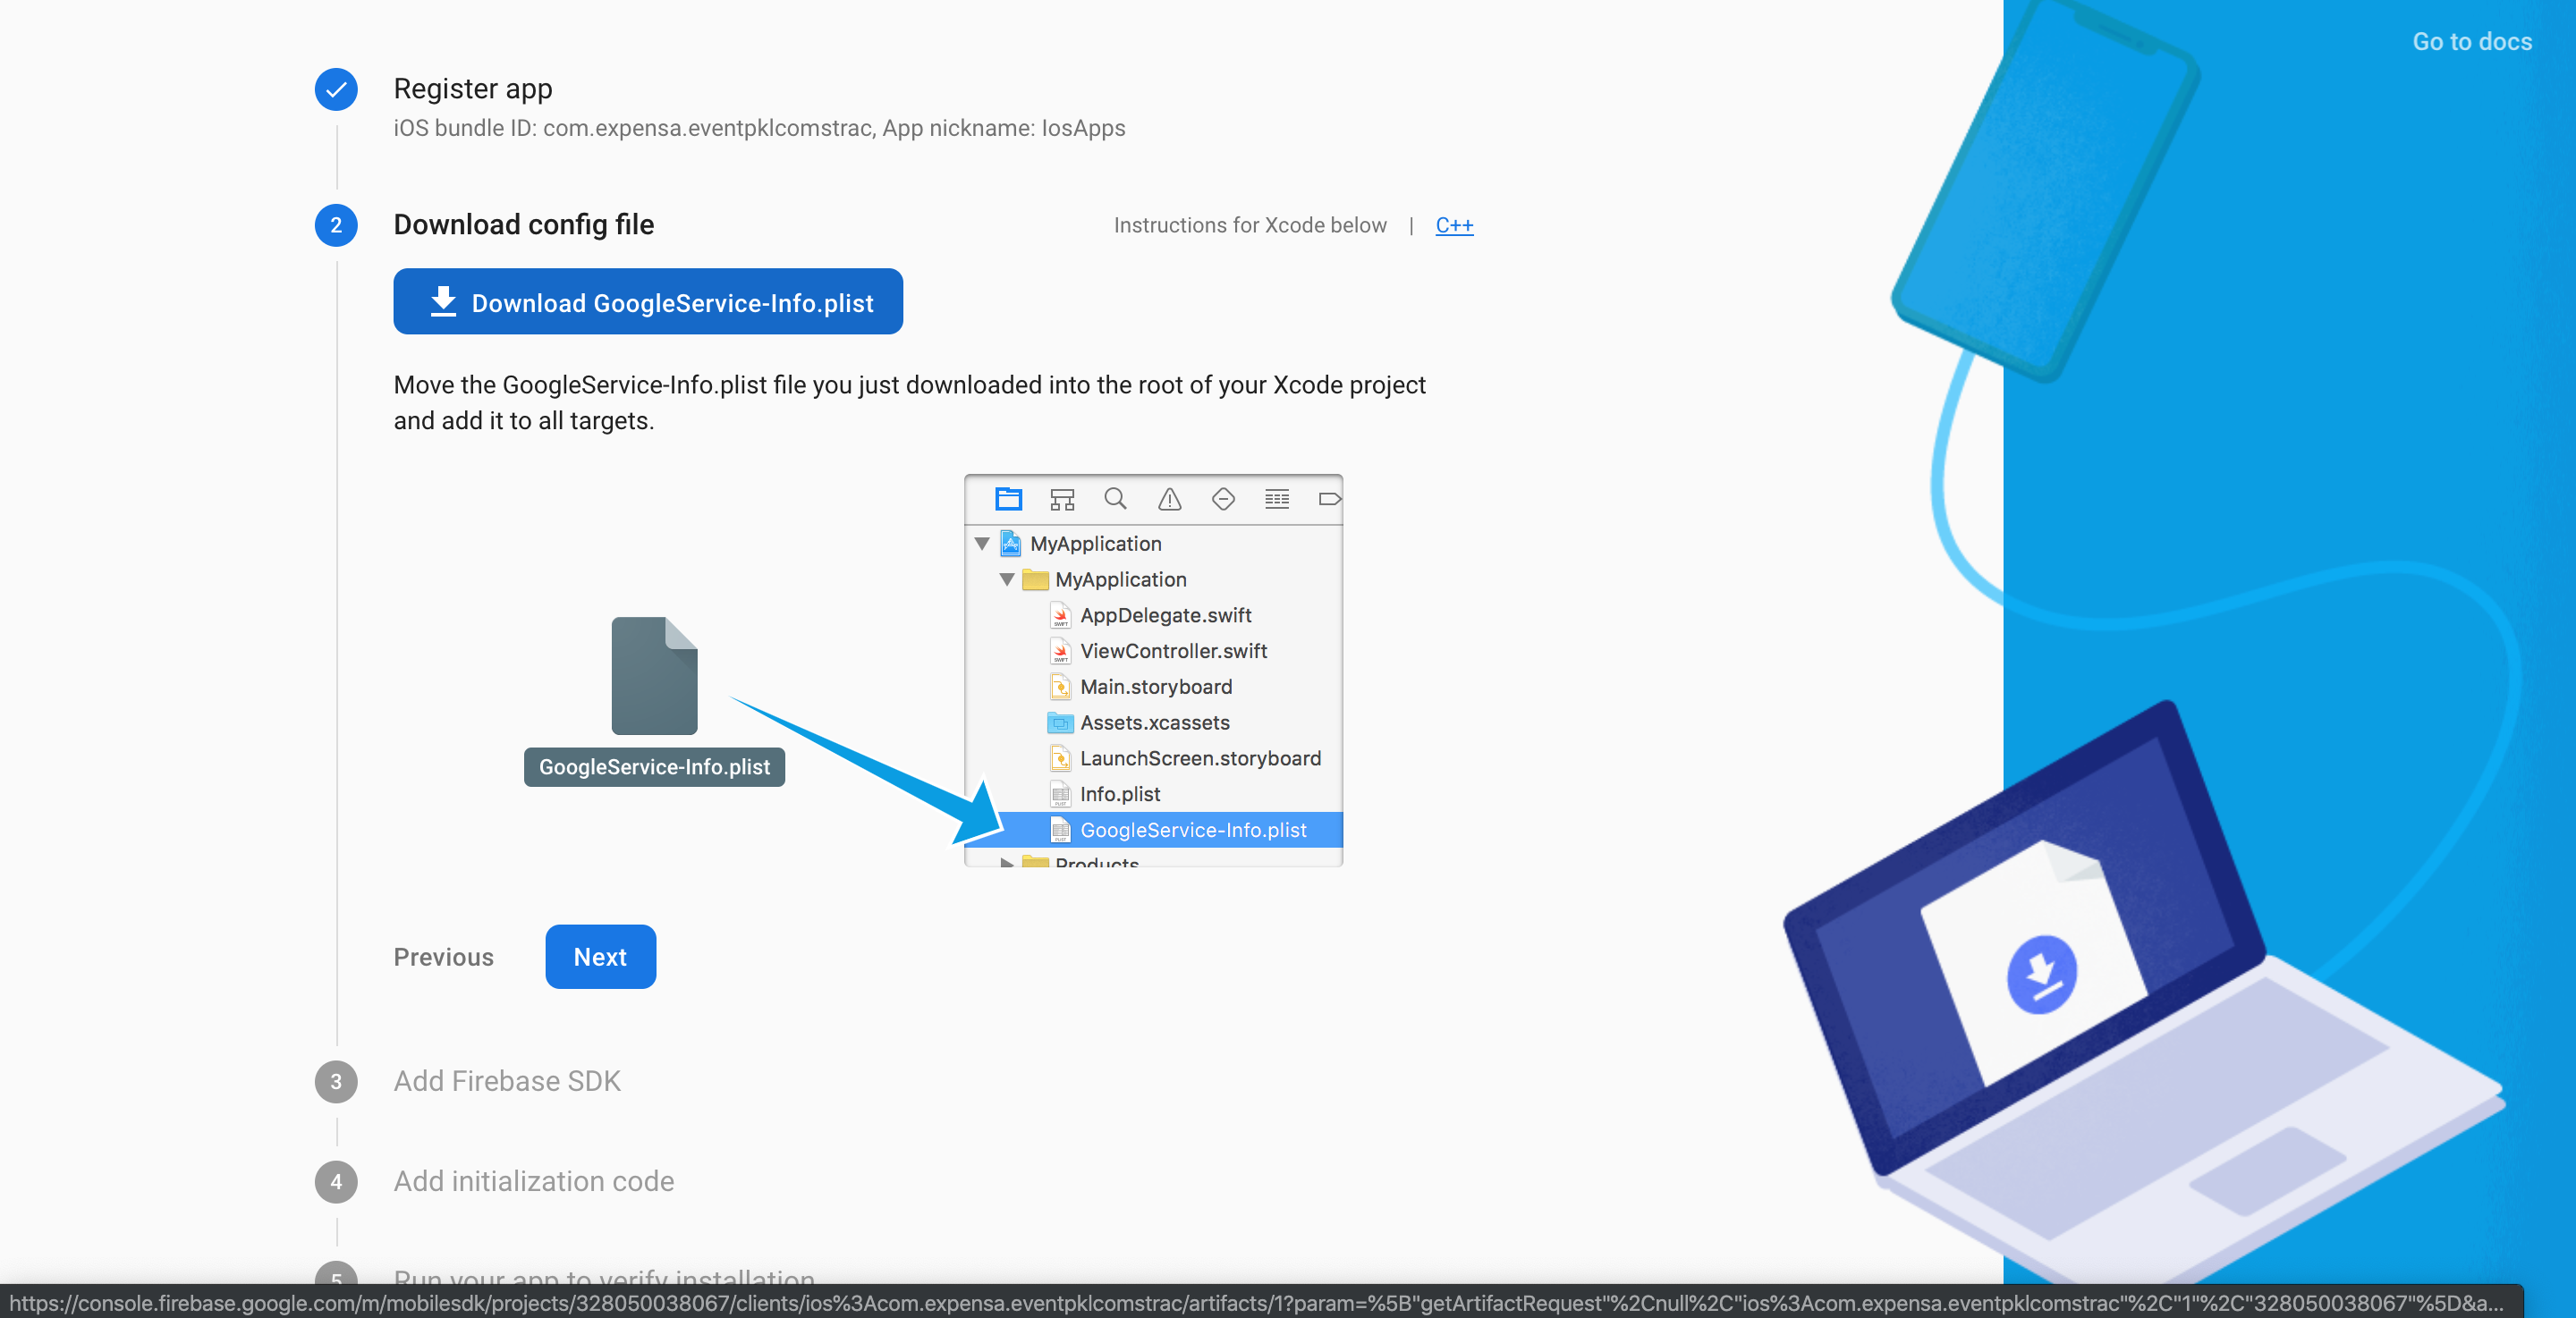 Go to docs
Register app
iOS bundle ID: com.expensa.eventpklcomstrac, App nickname: IosApps
2
Download config file
Instructions for Xcode below | C++
Download GoogleService-Info.plist
Move the GoogleService-Info.plist file you just downloaded into the root of your Xcode project
and add it to all targets.
GoogleService-Info.plist
MyApplication
MyApplication
AppDelegate.swift
ViewController.swift
Main.storyboard
Assets.xcassets
LaunchScreen.storyboard
Info.plist
GoogleService-Info.plist
Products
Previous
Next
3
Add Firebase SDK
4
Add initialization code
5
Run your app to verify installation
https://console.firebase.google.com/m/mobilesdk/projects/328050038067/clients/ios%3Acom.expensa.eventpklcomstrac/artifacts/1?param=%5B"getArtifactRequest"%2Cnull%2C"ios%3Acom.expensa.eventpklcomstrac"%2C"1"%2C"328050038067"%5D&a...